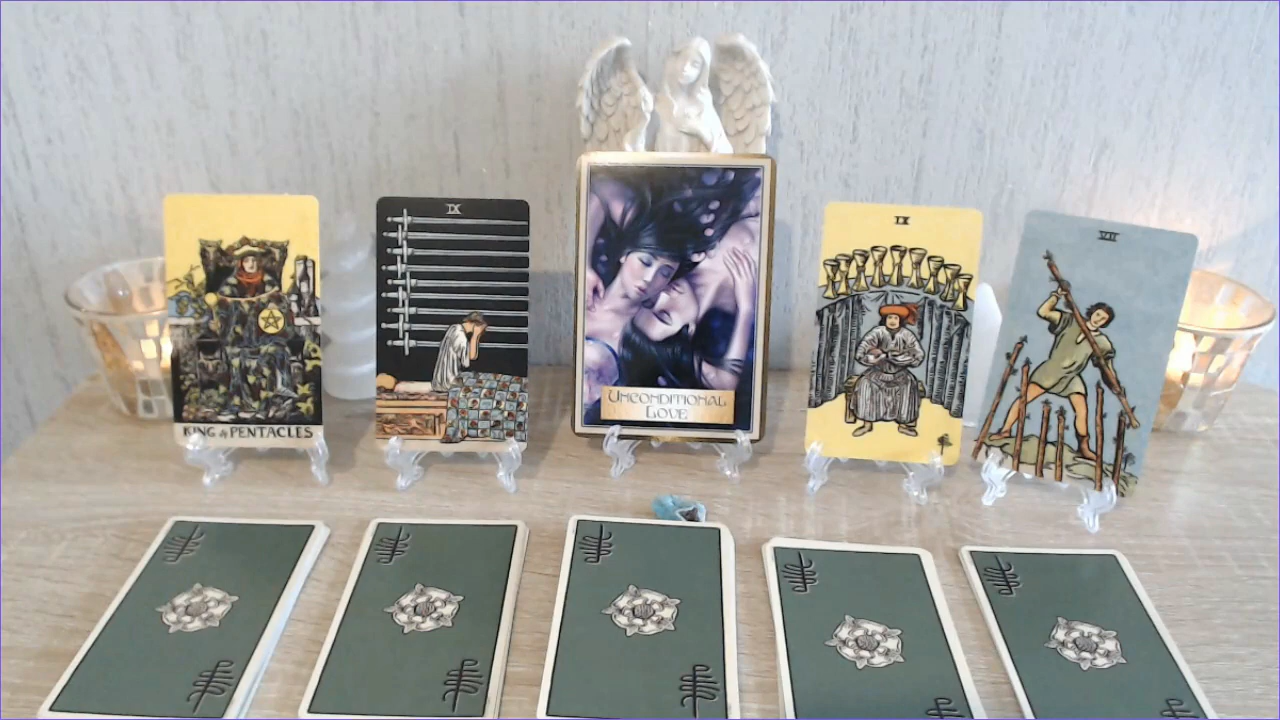 KING of PENTACLES
IX
UNCONDITIONAL
LOVE
IX
VII